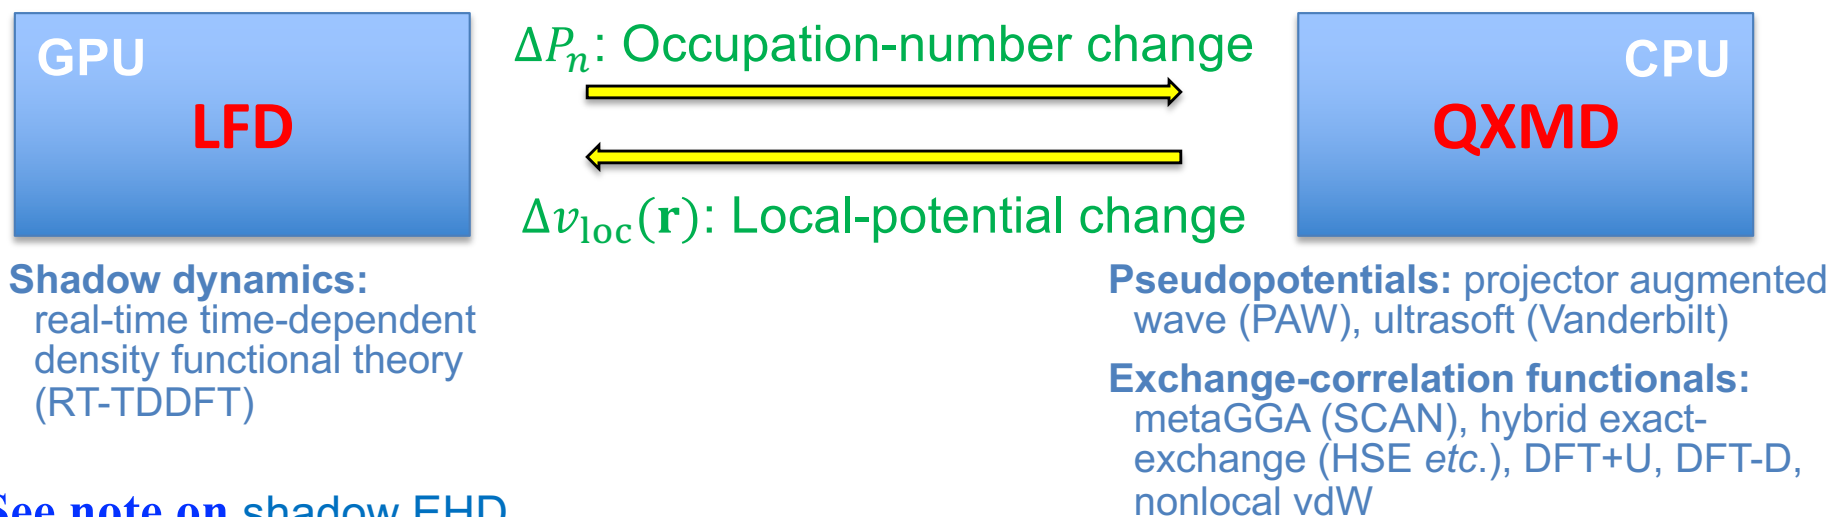 GPU
LFD
ΔPₙ: Occupation-number change
Δv_loc(𝐫): Local-potential change
CPU
QXMD
Shadow dynamics:
real-time time-dependent
density functional theory
(RT-TDDFT)
Pseudopotentials: projector augmented
wave (PAW), ultrasoft (Vanderbilt)
Exchange-correlation functionals:
metaGGA (SCAN), hybrid exact-
exchange (HSE etc.), DFT+U, DFT-D,
nonlocal vdW
See note on shadow EHD